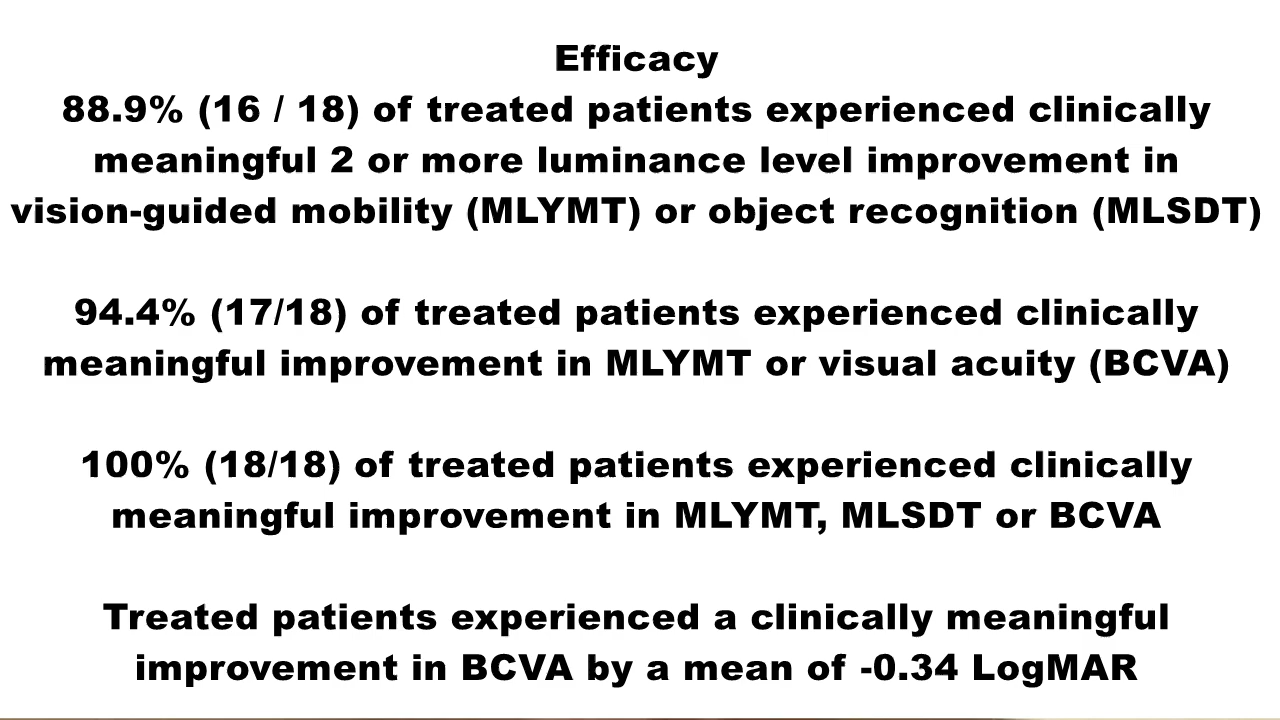 Efficacy
88.9% (16 / 18) of treated patients experienced clinically
meaningful 2 or more luminance level improvement in
vision-guided mobility (MLYMT) or object recognition (MLSDT)
94.4% (17/18) of treated patients experienced clinically
meaningful improvement in MLYMT or visual acuity (BCVA)
100% (18/18) of treated patients experienced clinically
meaningful improvement in MLYMT, MLSDT or BCVA
Treated patients experienced a clinically meaningful
improvement in BCVA by a mean of -0.34 LogMAR